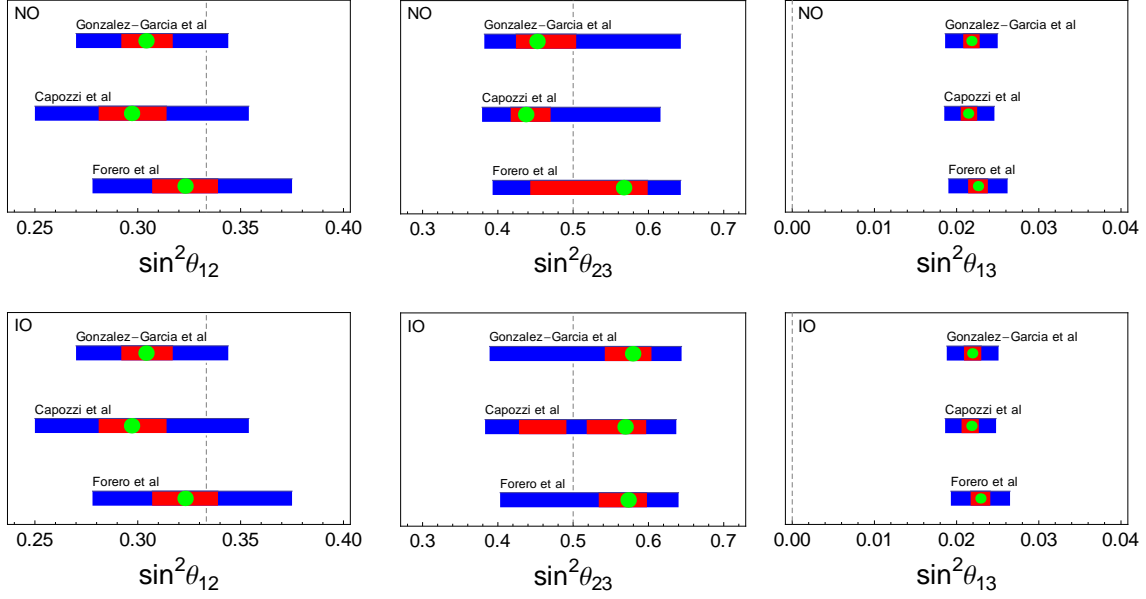 NO
Gonzalez−Garcia et al
Capozzi et al
Forero et al
0.25 0.30 0.35 0.40
sin²θ₁₂
Gonzalez−Garcia et al
Capozzi et al
Forero et al
0.3 0.4 0.5 0.6 0.7
sin²θ₂₃
NO
Gonzalez−Garcia et al
Capozzi et al
Forero et al
0.00 0.01 0.02 0.03 0.04
sin²θ₁₃
IO
Gonzalez−Garcia et al
Capozzi et al
Forero et al
0.25 0.30 0.35 0.40
sin²θ₁₂
IO
Gonzalez−Garcia et al
Capozzi et al
Forero et al
0.3 0.4 0.5 0.6 0.7
sin²θ₂₃
IO
Gonzalez−Garcia et al
Capozzi et al
Forero et al
0.00 0.01 0.02 0.03 0.04
sin²θ₁₃